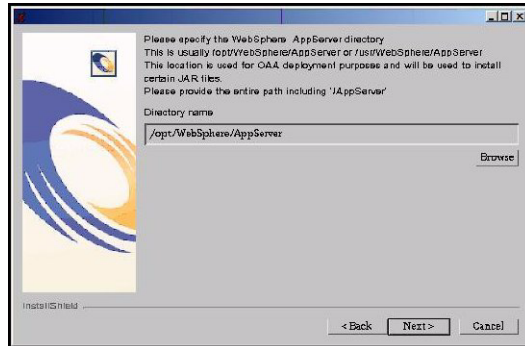 Please specify the WebSphere AppServer directory
This is usually /opt/WebSphere/AppServer or /usr/WebSphere/AppServer
This location is used for OAA deployment purposes and will be used to install
certain JAR files.
Please provide the entire path including '/AppServer'
Directory name
/opt/WebSphere/AppServer
Browse
InstallShield
< Back
Next >
Cancel